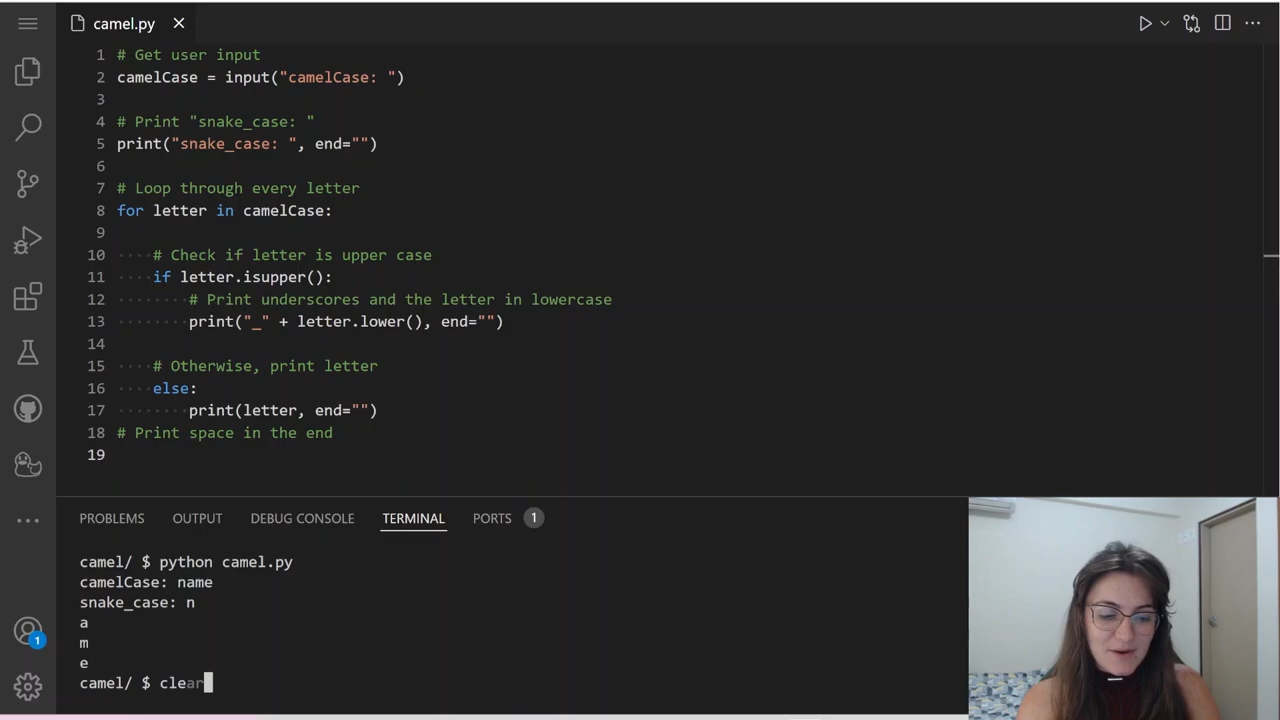 camel.py
1 # Get user input
2 camelCase = input("camelCase: ")
3
4 # Print "snake_case: "
5 print("snake_case: ", end="")
6
7 # Loop through every letter
8 for letter in camelCase:
9
10 # Check if letter is upper case
11 if letter.isupper():
12 # Print underscores and the letter in lowercase
13 print("_" + letter.lower(), end="")
14
15 # Otherwise, print letter
16 else:
17 print(letter, end="")
18 # Print space in the end
19
PROBLEMS OUTPUT DEBUG CONSOLE TERMINAL PORTS 1
camel/ $ python camel.py
camelCase: name
snake_case: n
a
m
e
camel/ $ clear
1